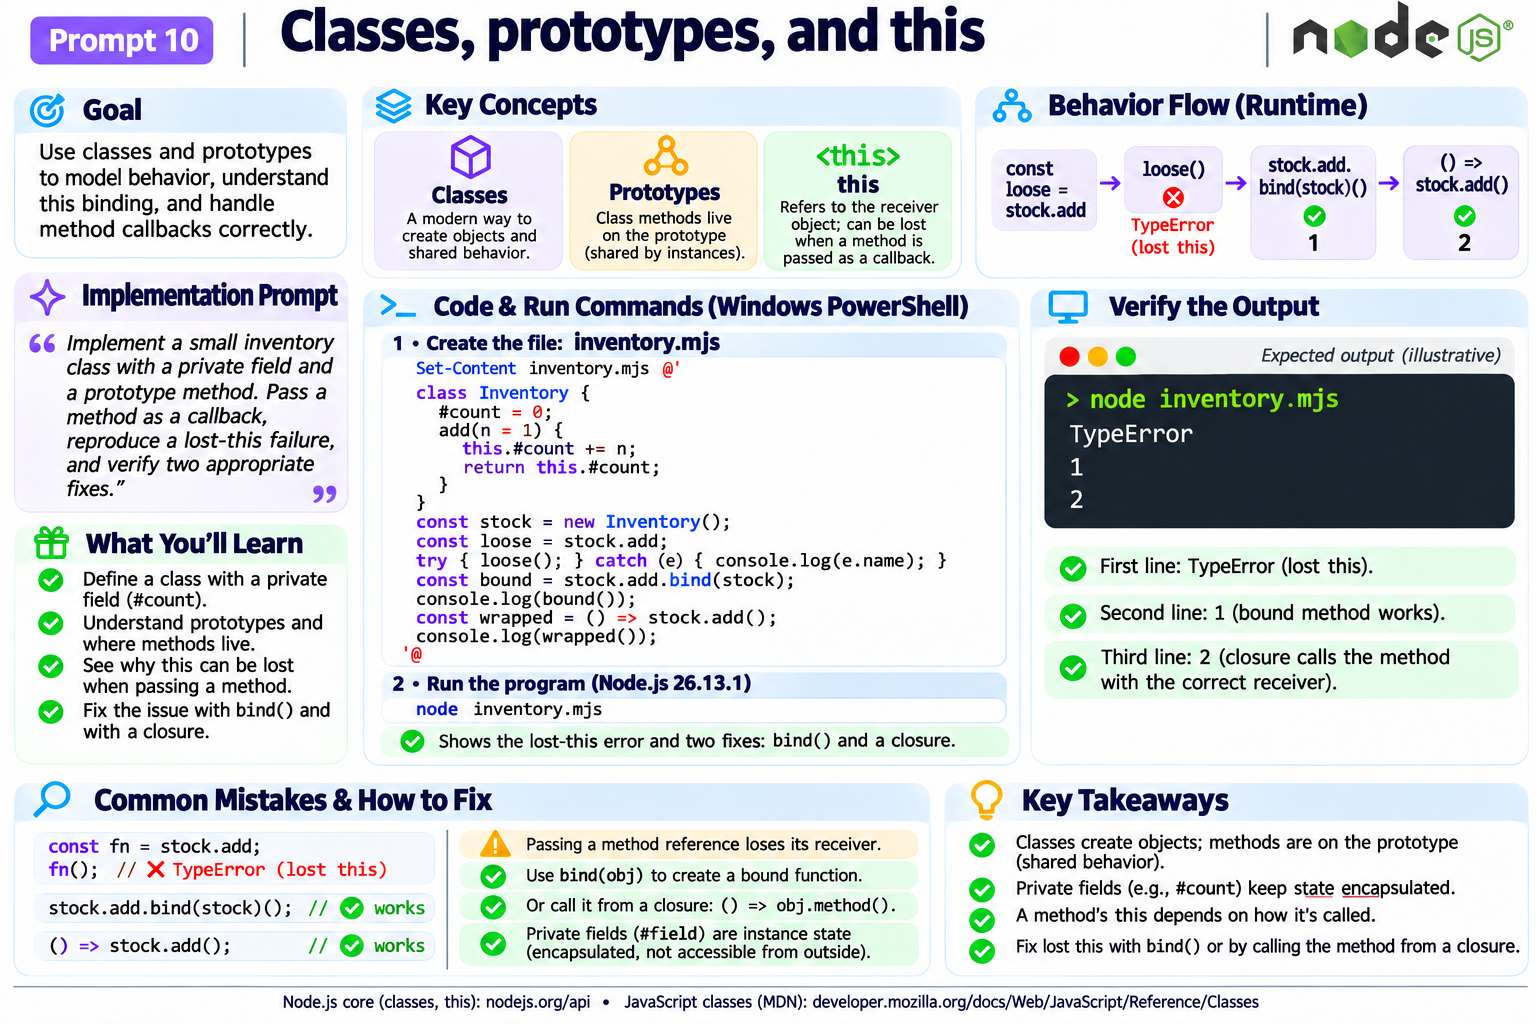 Prompt 10
Classes, prototypes, and this
node JS ®
Goal
Use classes and prototypes
to model behavior, understand
this binding, and handle
method callbacks correctly.
Key Concepts
Classes
A modern way to
create objects and
shared behavior.
Prototypes
Class methods live
on the prototype
(shared by instances).
<this>
this
Refers to the receiver
object; can be lost
when a method is
passed as a callback.
Behavior Flow (Runtime)
const
loose =
stock.add
loose()
TypeError
(lost this)
stock.add.
bind(stock)()
1
() =>
stock.add()
2
Implementation Prompt
“ Implement a small inventory
class with a private field and
a prototype method. Pass a
method as a callback,
reproduce a lost-this failure,
and verify two appropriate
fixes.” ”
What You’ll Learn
Define a class with a private
field (#count).
Understand prototypes and
where methods live.
See why this can be lost
when passing a method.
Fix the issue with bind() and
with a closure.
>_ Code & Run Commands (Windows PowerShell)
1 • Create the file: inventory.mjs
Set-Content inventory.mjs @'
class Inventory {
#count = 0;
add(n = 1) {
this.#count += n;
return this.#count;
}
}
const stock = new Inventory();
const loose = stock.add;
try { loose(); } catch (e) { console.log(e.name); }
const bound = stock.add.bind(stock);
console.log(bound());
const wrapped = () => stock.add();
console.log(wrapped());
'@
2 • Run the program (Node.js 26.13.1)
node inventory.mjs
Shows the lost-this error and two fixes: bind() and a closure.
Verify the Output
Expected output (illustrative)
> node inventory.mjs
TypeError
1
2
First line: TypeError (lost this).
Second line: 1 (bound method works).
Third line: 2 (closure calls the method
with the correct receiver).
Common Mistakes & How to Fix
const fn = stock.add;
fn(); // ❌ TypeError (lost this)
stock.add.bind(stock)(); // ✅ works
() => stock.add(); // ✅ works
Passing a method reference loses its receiver.
Use bind(obj) to create a bound function.
Or call it from a closure: () => obj.method().
Private fields (#field) are instance state
(encapsulated, not accessible from outside).
Key Takeaways
Classes create objects; methods are on the prototype
(shared behavior).
Private fields (e.g., #count) keep state encapsulated.
A method's this depends on how it's called.
Fix lost this with bind() or by calling the method from a closure.
Node.js core (classes, this): nodejs.org/api • JavaScript classes (MDN): developer.mozilla.org/docs/Web/JavaScript/Reference/Classes